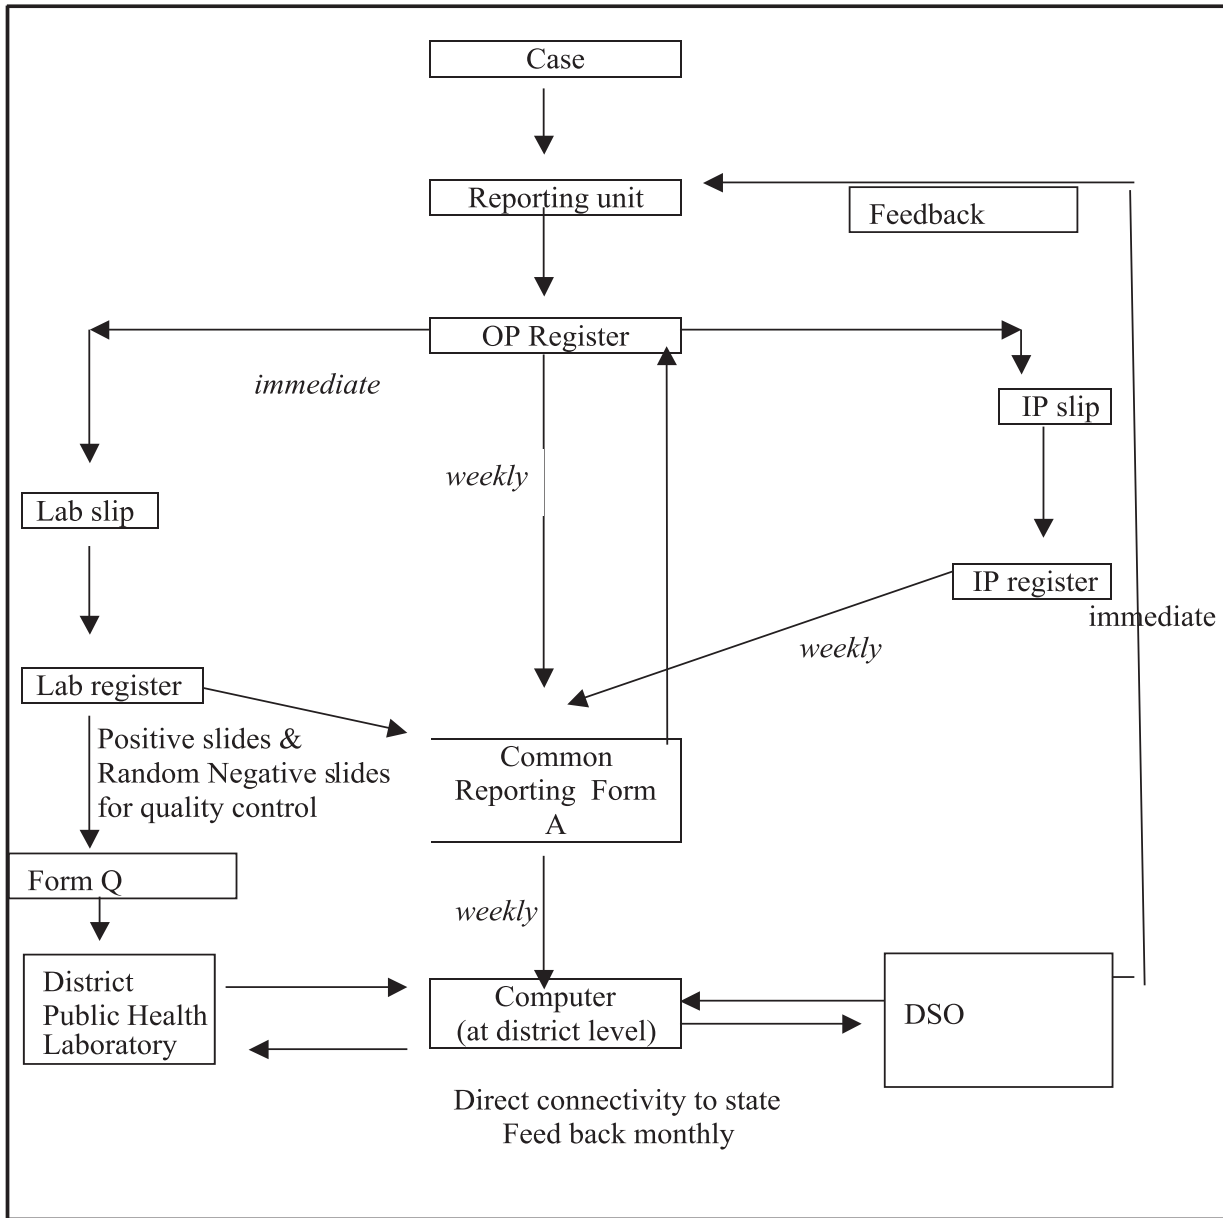 Case
Reporting unit
Feedback
OP Register
immediate
IP slip
weekly
Lab slip
IP register
immediate
weekly
Lab register
Positive slides &
Random Negative slides
for quality control
Common
Reporting Form
A
Form Q
weekly
District
Public Health
Laboratory
Computer
(at district level)
DSO
Direct connectivity to state
Feed back monthly